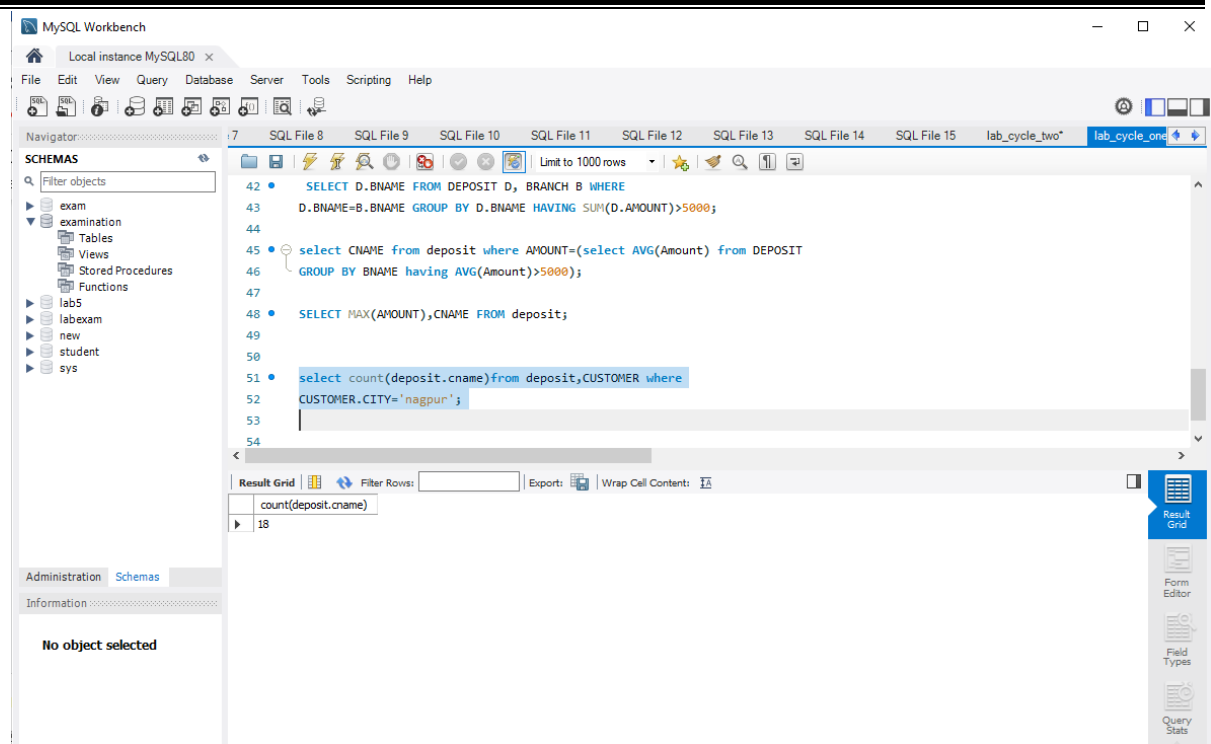 MySQL Workbench
Local instance MySQL80
File Edit View Query Database Server Tools Scripting Help
Navigator
7 SQL File 8 SQL File 9 SQL File 10 SQL File 11 SQL File 12 SQL File 13 SQL File 14 SQL File 15 lab_cycle_two* lab_cycle_one
SCHEMAS
Limit to 1000 rows
Filter objects
exam
examination
Tables
Views
Stored Procedures
Functions
lab5
labexam
new
student
sys
42 SELECT D.BNAME FROM DEPOSIT D, BRANCH B WHERE
43 D.BNAME=B.BNAME GROUP BY D.BNAME HAVING SUM(D.AMOUNT)>5000;
44
45 select CNAME from deposit where AMOUNT=(select AVG(Amount) from DEPOSIT
46 GROUP BY BNAME having AVG(Amount)>5000);
47
48 SELECT MAX(AMOUNT),CNAME FROM deposit;
49
50
51 select count(deposit.cname)from deposit,CUSTOMER where
52 CUSTOMER.CITY='nagpur';
53
54
Result Grid Filter Rows: Export: Wrap Cell Content:
count(deposit.cname)
18
Result Grid
Form Editor
Field Types
Query Stats
Administration Schemas
Information
No object selected